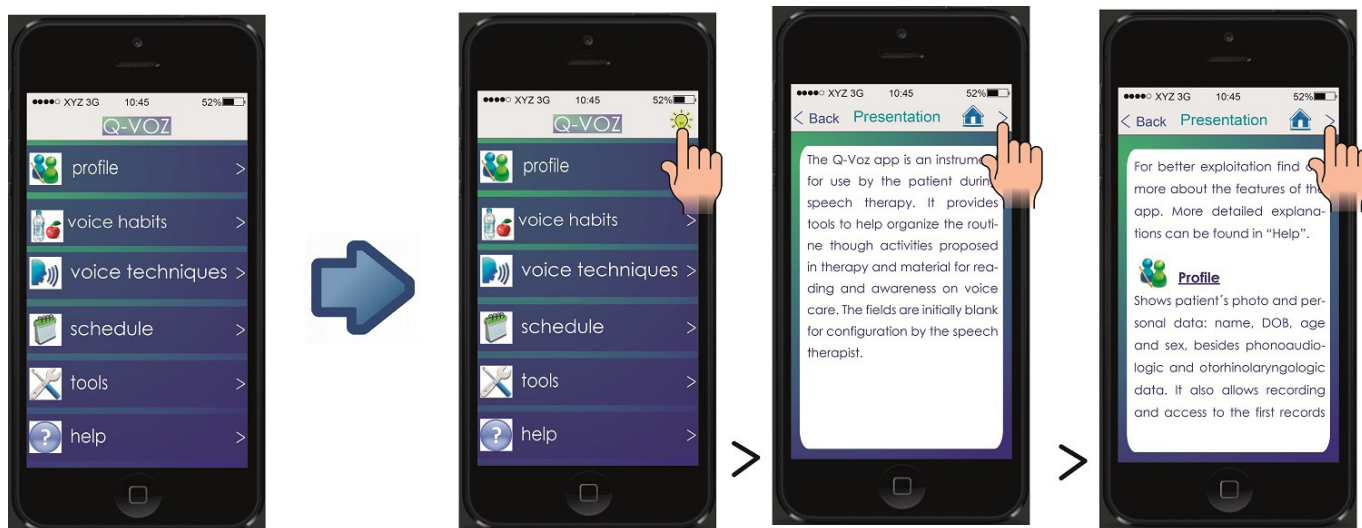 XYZ 3G 10:45 52%
Q-VOZ
profile >
voice habits >
voice techniques >
schedule >
tools >
? help >
XYZ 3G 10:45 52%
Q-VOZ
profile
voice habits >
voice techniques >
schedule >
tools >
? help >
>
XYZ 3G 10:45 52%
< Back Presentation >
The Q-Voz app is an
for use by the patient
speech therapy. It provides
tools to help organize the routi-
ne though activities proposed
in therapy and material for rea-
ding and awareness on voice
care. The fields are initially blank
for configuration by the speech
therapist.
>
XYZ 3G 10:45 52%
< Back Presentation >
For better exploitation find
more about the features of the
app. More detailed explana-
tions can be found in “Help”.
Profile
Shows patient´s photo and per-
sonal data: name, DOB, age
and sex, besides phonoaudio-
logic and otorhinolaryngologic
data. It also allows recording
and access to the first records